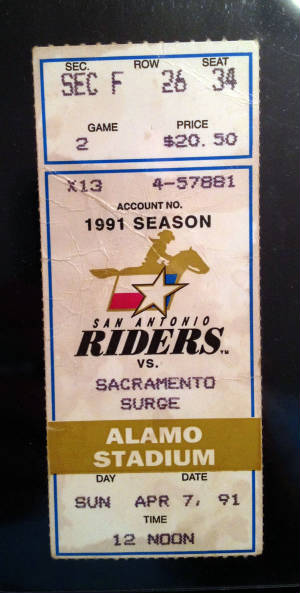 SEC. ROW SEAT
SEC F 26 34
GAME PRICE
2 $20.50
X13 4-57881
ACCOUNT NO.
1991 SEASON
SAN ANTONIO
RIDERS TM
VS.
SACRAMENTO
SURGE
ALAMO
STADIUM
DAY DATE
SUN APR 7, 91
TIME
12 NOON